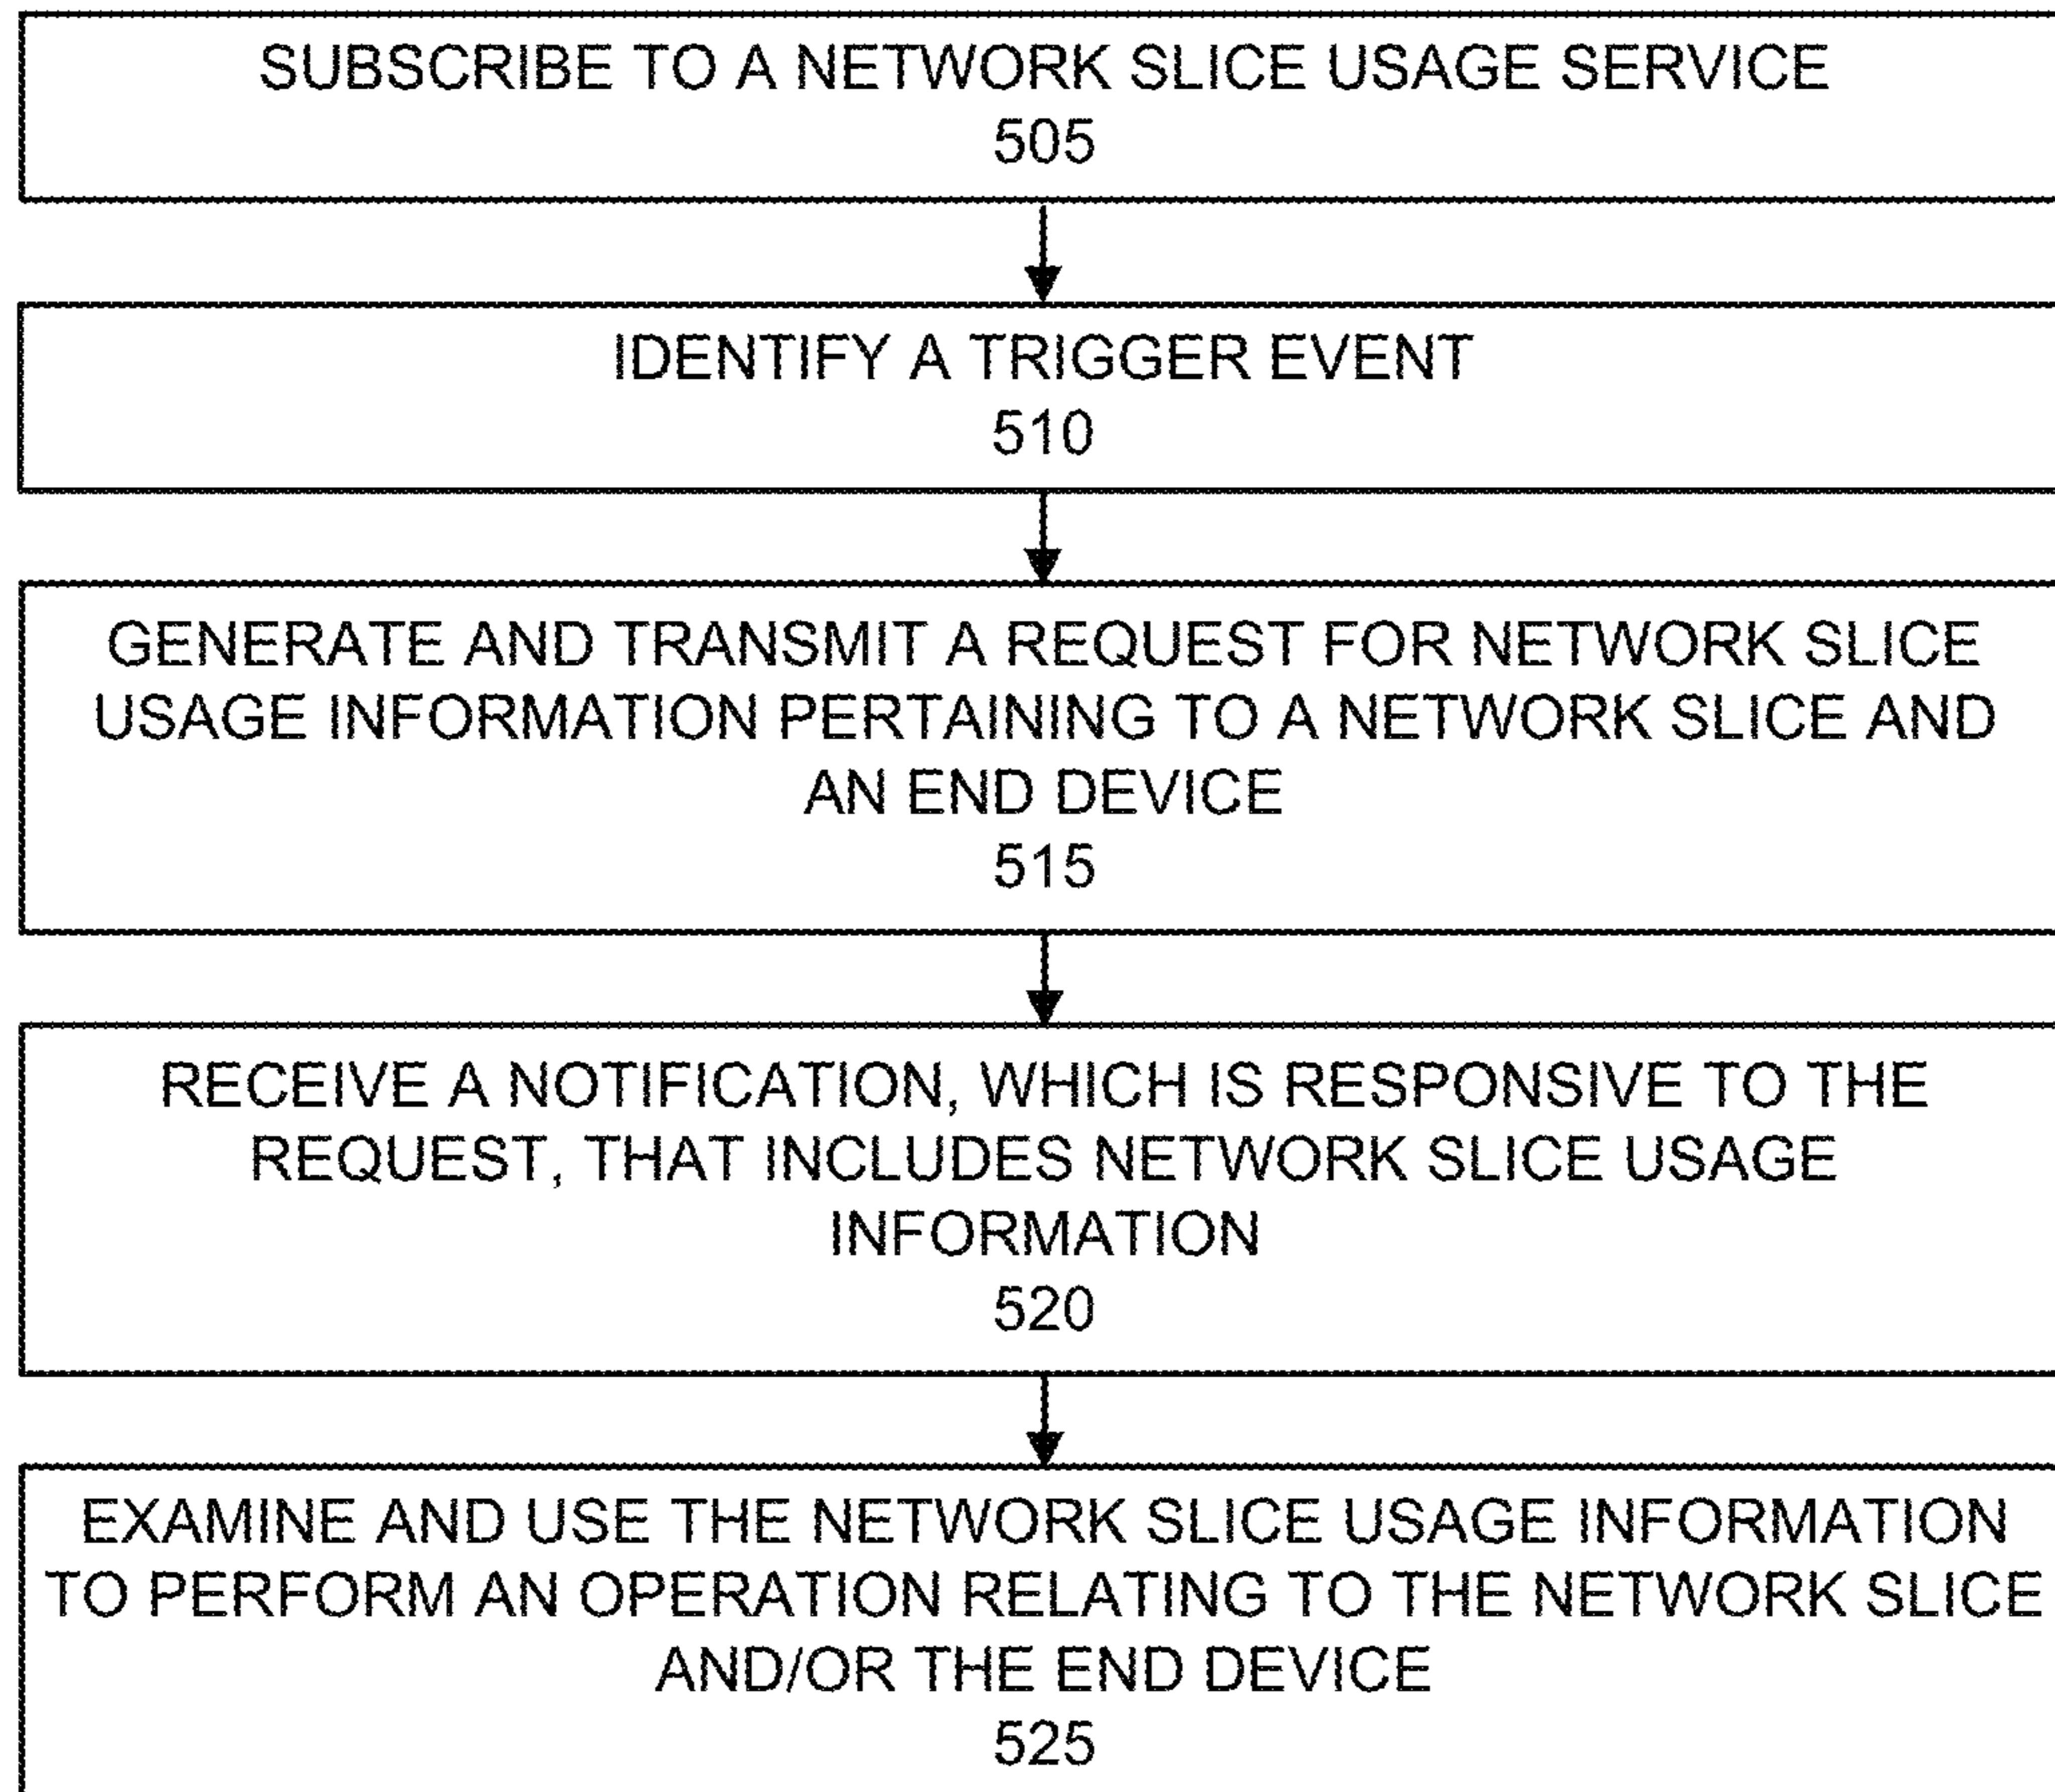 SUBSCRIBE TO A NETWORK SLICE USAGE SERVICE
505
IDENTIFY A TRIGGER EVENT
510
GENERATE AND TRANSMIT A REQUEST FOR NETWORK SLICE
USAGE INFORMATION PERTAINING TO A NETWORK SLICE AND
AN END DEVICE
515
RECEIVE A NOTIFICATION, WHICH IS RESPONSIVE TO THE
REQUEST, THAT INCLUDES NETWORK SLICE USAGE
INFORMATION
520
EXAMINE AND USE THE NETWORK SLICE USAGE INFORMATION
TO PERFORM AN OPERATION RELATING TO THE NETWORK SLICE
AND/OR THE END DEVICE
525